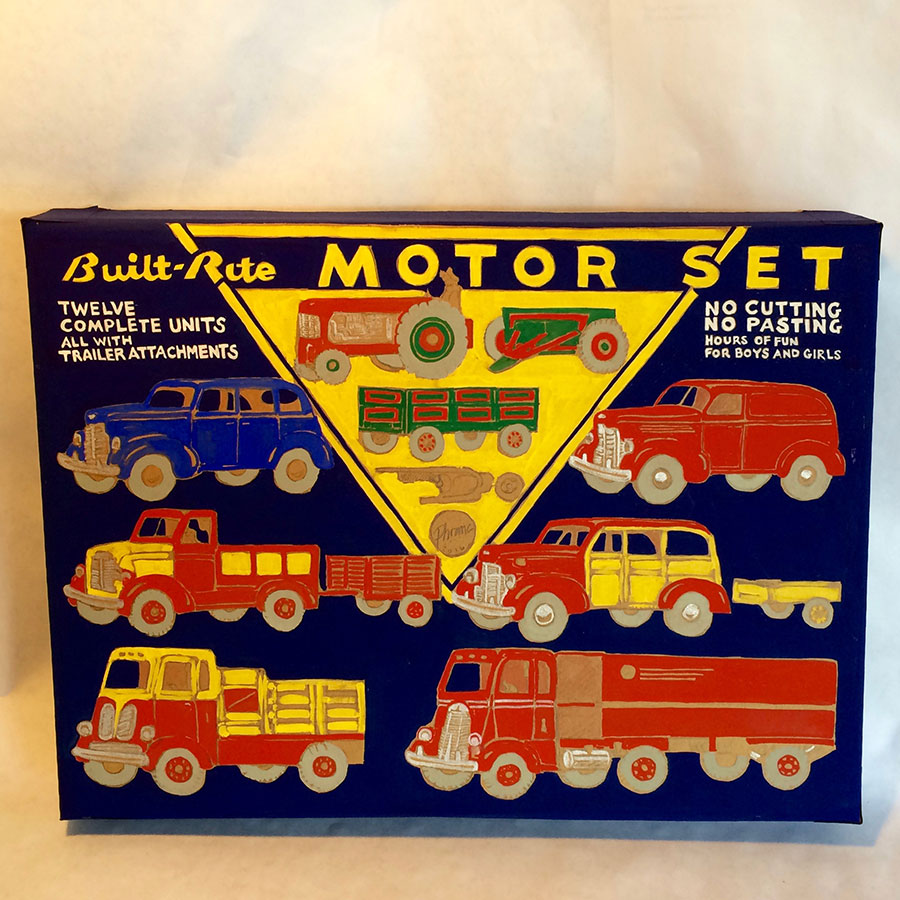 Built-Rite MOTOR SET
TWELVE
COMPLETE UNITS
ALL WITH
TRAILER ATTACHMENTS
NO CUTTING
NO PASTING
HOURS OF FUN
FOR BOYS AND GIRLS